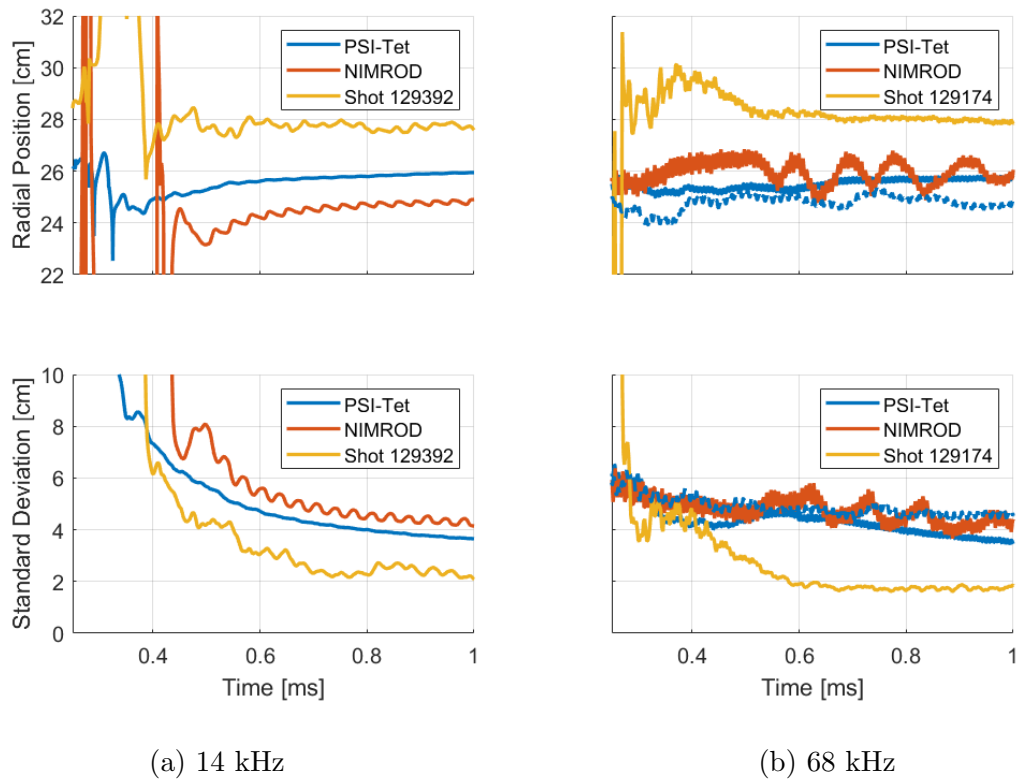 32
30
28
26
24
22
Radial Position [cm]
PSI-Tet
NIMROD
Shot 129392
PSI-Tet
NIMROD
Shot 129174
10
8
6
4
2
0
Standard Deviation [cm]
PSI-Tet
NIMROD
Shot 129392
0.4 0.6 0.8 1
Time [ms]
PSI-Tet
NIMROD
Shot 129174
0.4 0.6 0.8 1
Time [ms]
(a) 14 kHz
(b) 68 kHz